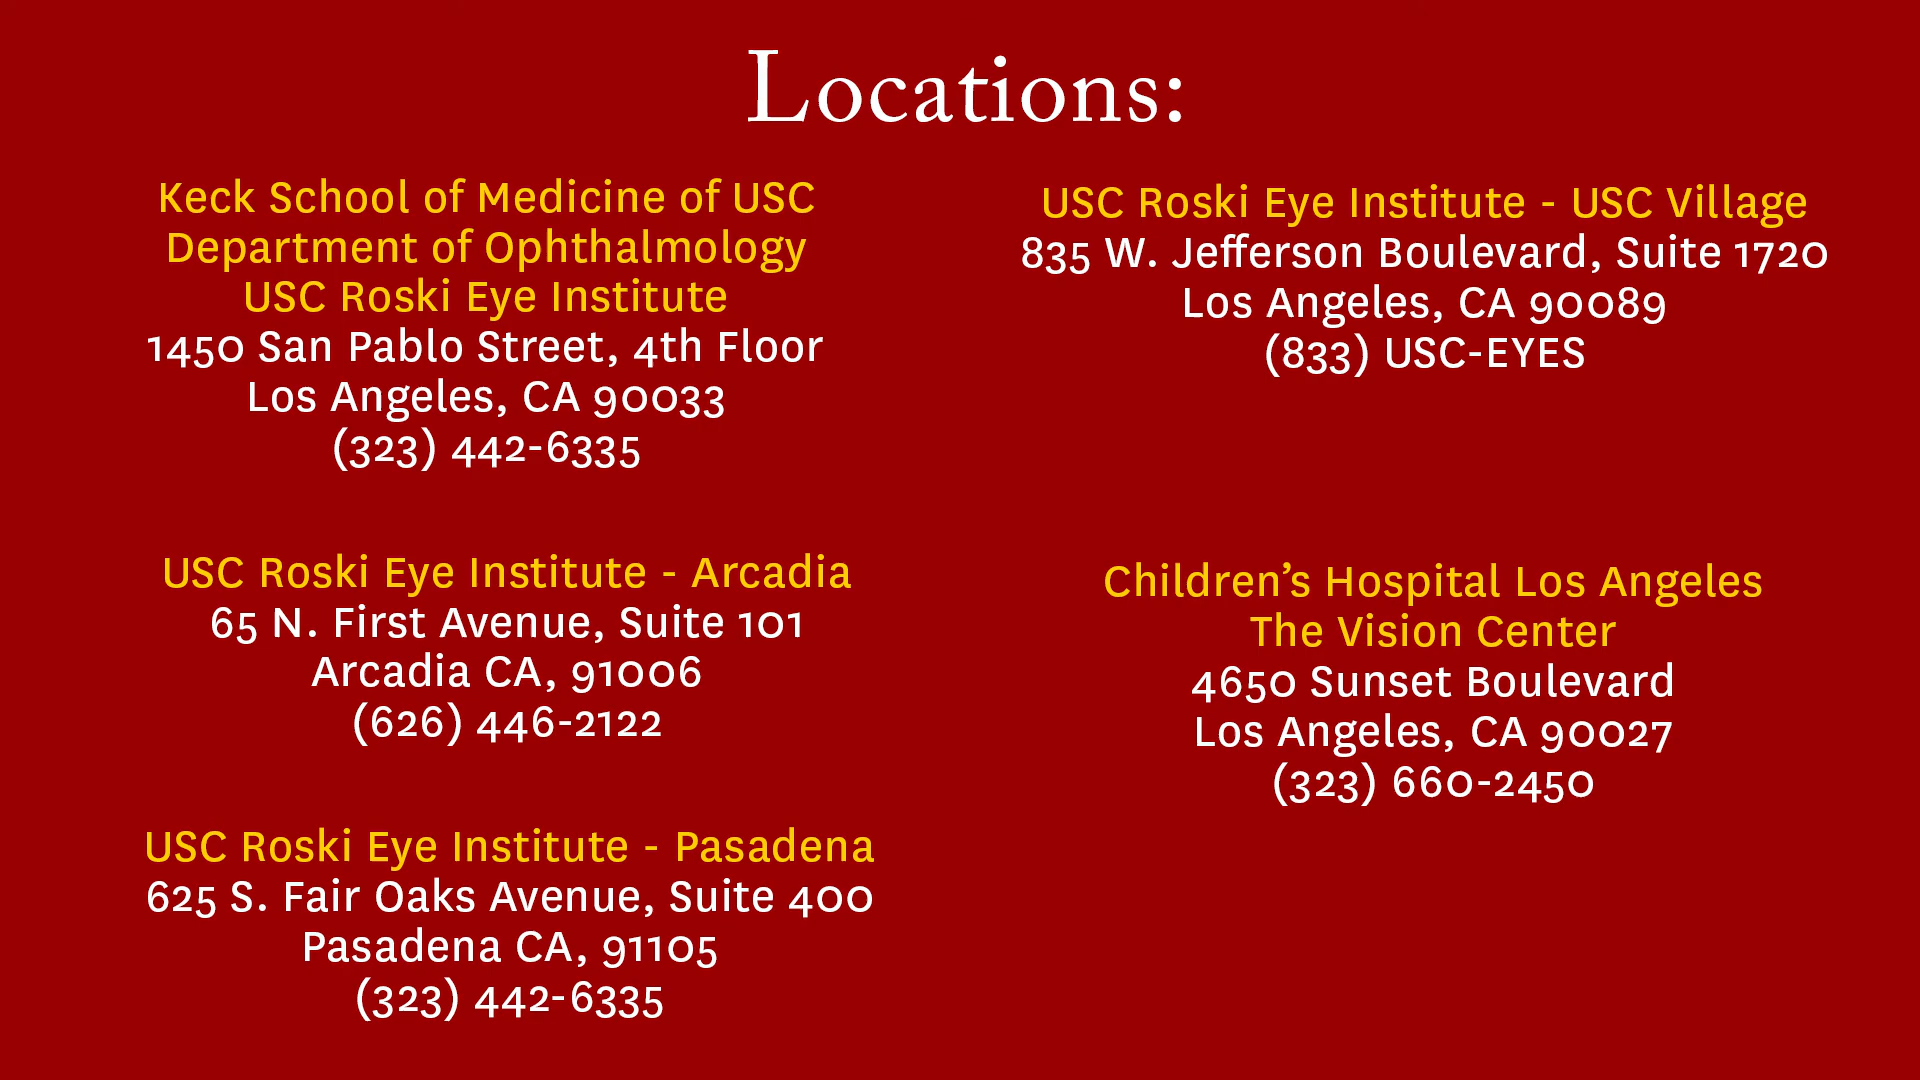 Locations:
Keck School of Medicine of USC
Department of Ophthalmology
USC Roski Eye Institute
1450 San Pablo Street, 4th Floor
Los Angeles, CA 90033
(323) 442-6335
USC Roski Eye Institute - Arcadia
65 N. First Avenue, Suite 101
Arcadia CA, 91006
(626) 446-2122
USC Roski Eye Institute - Pasadena
625 S. Fair Oaks Avenue, Suite 400
Pasadena CA, 91105
(323) 442-6335
USC Roski Eye Institute - USC Village
835 W. Jefferson Boulevard, Suite 1720
Los Angeles, CA 90089
(833) USC-EYES
Children’s Hospital Los Angeles
The Vision Center
4650 Sunset Boulevard
Los Angeles, CA 90027
(323) 660-2450